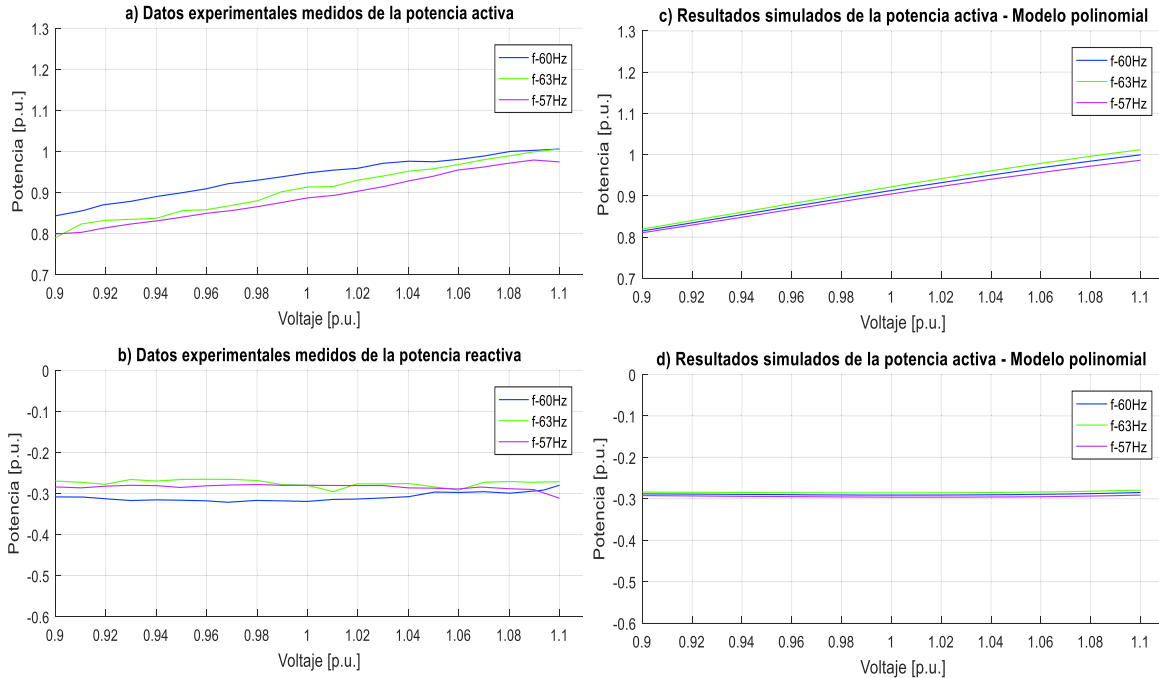 a) Datos experimentales medidos de la potencia activa
1.3
1.2
1.1
1
0.9
0.8
0.7
Potencia [p.u.]
0.9 0.92 0.94 0.96 0.98 1 1.02 1.04 1.06 1.08 1.1
Voltaje [p.u.]
f-60Hz
f-63Hz
f-57Hz
c) Resultados simulados de la potencia activa - Modelo polinomial
1.3
1.2
1.1
1
0.9
0.8
0.7
Potencia [p.u.]
0.9 0.92 0.94 0.96 0.98 1 1.02 1.04 1.06 1.08 1.1
Voltaje [p.u.]
f-60Hz
f-63Hz
f-57Hz
b) Datos experimentales medidos de la potencia reactiva
0
-0.1
-0.2
-0.3
-0.4
-0.5
-0.6
Potencia [p.u.]
0.9 0.92 0.94 0.96 0.98 1 1.02 1.04 1.06 1.08 1.1
Voltaje [p.u.]
f-60Hz
f-63Hz
f-57Hz
d) Resultados simulados de la potencia activa - Modelo polinomial
0
-0.1
-0.2
-0.3
-0.4
-0.5
-0.6
Potencia [p.u.]
0.9 0.92 0.94 0.96 0.98 1 1.02 1.04 1.06 1.08 1.1
Voltaje [p.u.]
f-60Hz
f-63Hz
f-57Hz